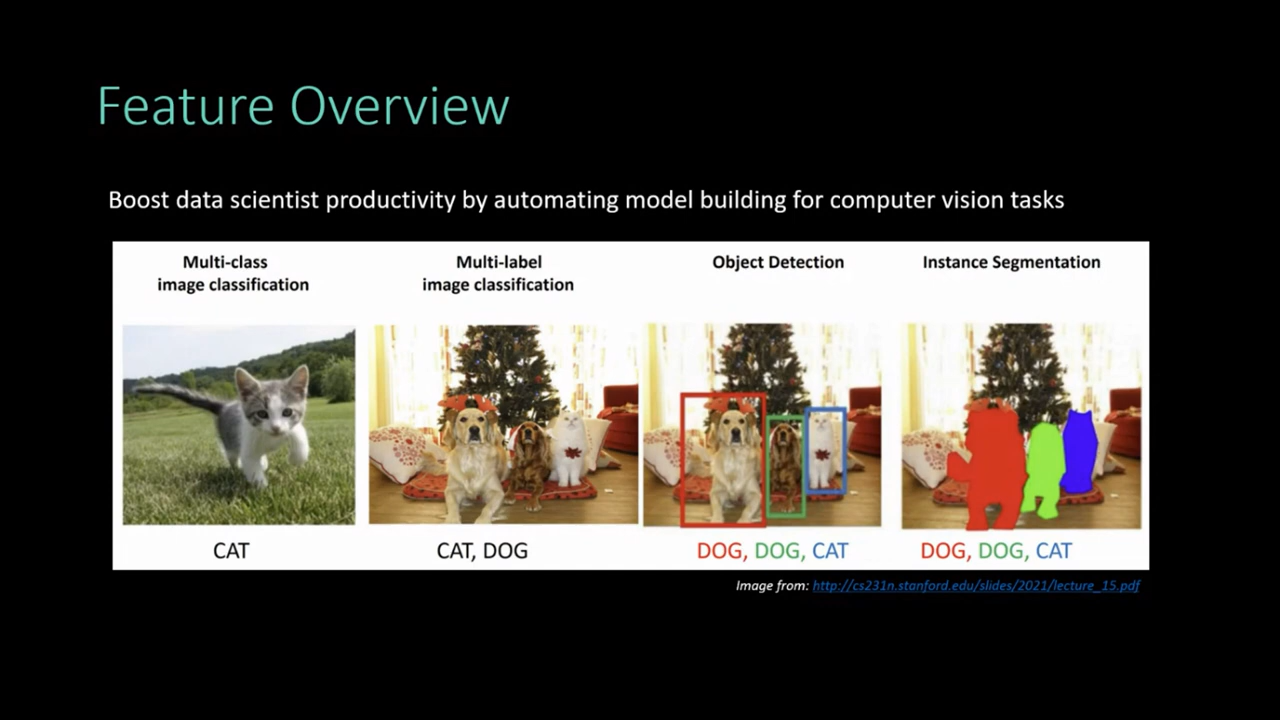 Feature Overview
Boost data scientist productivity by automating model building for computer vision tasks
Multi-class
image classification
Multi-label
image classification
Object Detection
Instance Segmentation
CAT
CAT, DOG
DOG, DOG, CAT
DOG, DOG, CAT
Image from: http://cs231n.stanford.edu/slides/2021/lecture_15.pdf